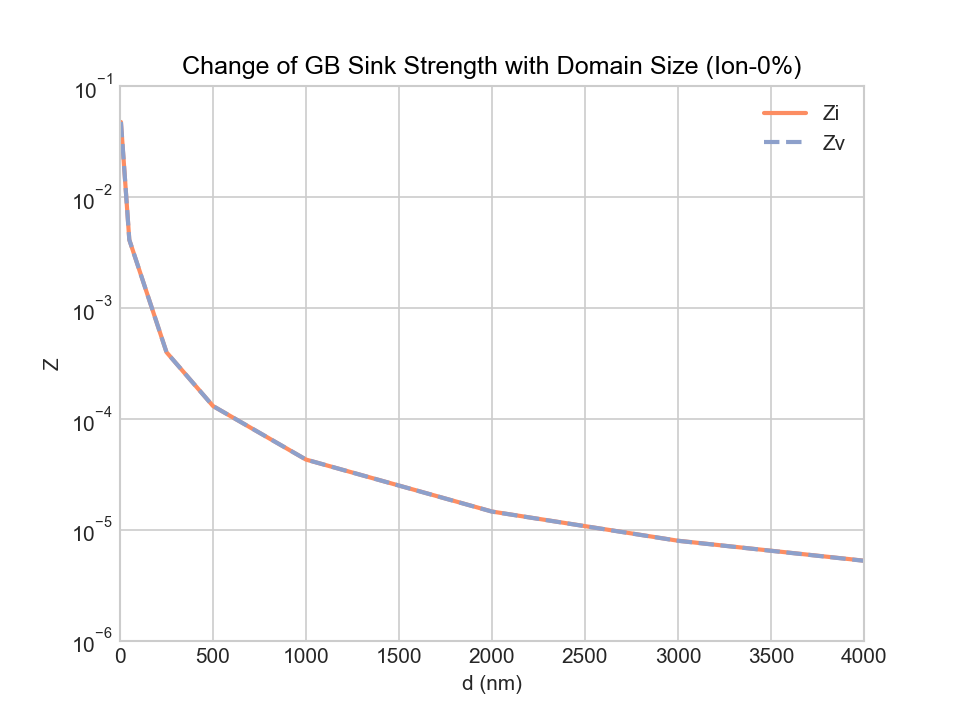 Change of GB Sink Strength with Domain Size (Ion-0%)
10⁻¹
10⁻²
10⁻³
10⁻⁴
10⁻⁵
10⁻⁶
Z
Zi
Zv
0 500 1000 1500 2000 2500 3000 3500 4000
d (nm)